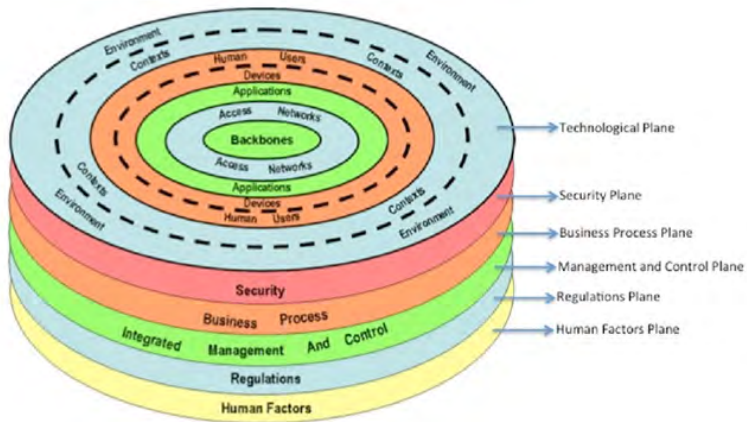 Environment
Environment
Contexts
Human Users
Contexts
Devices
Applications
Access Networks
Backbones
Access Networks
Applications
Devices
Human Users
Contexts
Contexts
Environment
Environment
Technological Plane
Security Plane
Business Process Plane
Management and Control Plane
Regulations Plane
Human Factors Plane
Security
Business Process
Integrated Management And Control
Regulations
Human Factors